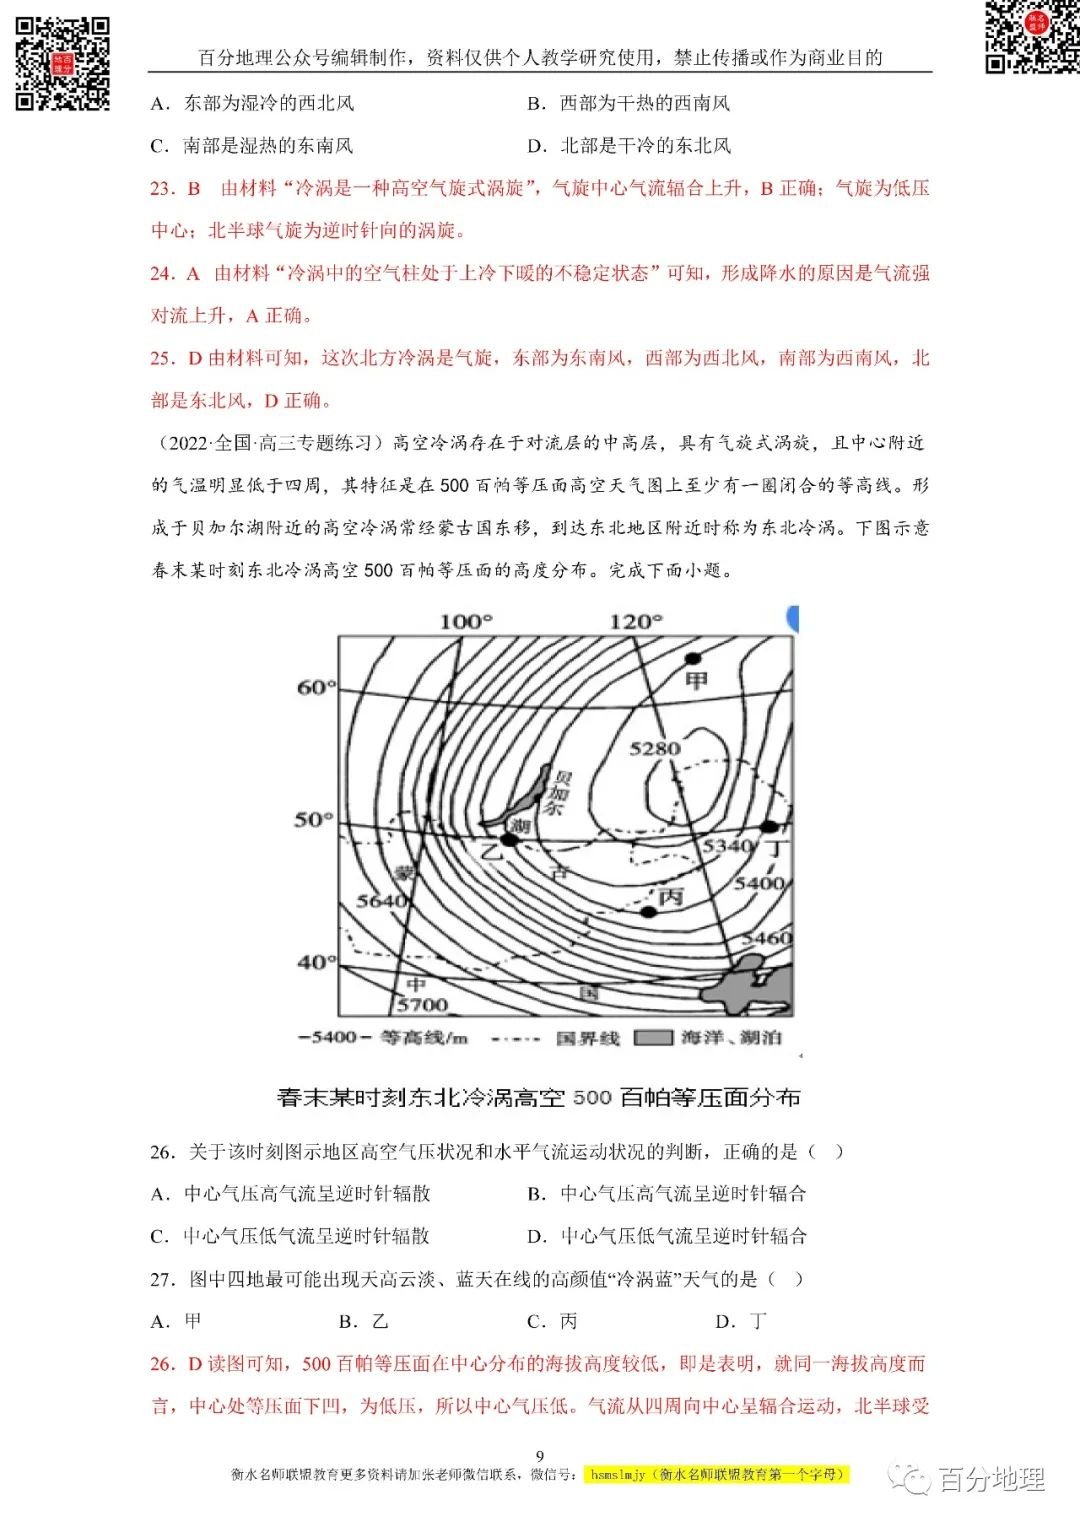 百分地理公众号编辑制作，资料仅供个人教学研究使用，禁止传播或作为商业目的
A．东部为湿冷的西北风 B．西部为干热的西南风
C．南部是湿热的东南风 D．北部是干冷的东北风
23．B 由材料“冷涡是一种高空气旋式涡旋”，气旋中心气流辐合上升，B 正确；气旋为低压
中心；北半球气旋为逆时针向的涡旋。
24．A 由材料“冷涡中的空气柱处于上冷下暖的不稳定状态”可知，形成降水的原因是气流强
对流上升，A 正确。
25．D 由材料可知，这次北方冷涡是气旋，东部为东南风，西部为西北风，南部为西南风，北
部是东北风，D 正确。
（2022·全国·高三专题练习）高空冷涡存在于对流层的中高层，具有气旋式涡旋，且中心附近
的气温明显低于四周，其特征是在 500 百帕等压面高空天气图上至少有一圈闭合的等高线。形
成于贝加尔湖附近的高空冷涡常经蒙古国东移，到达东北地区附近时称为东北冷涡。下图示意
春末某时刻东北冷涡高空 500 百帕等压面的高度分布。完成下面小题。
100° 120°
60°
甲
5280
贝加尔
湖
50°
乙
5340 丁
蒙 古
5400
5640
丙
5460
40°
中 国
5700
—5400— 等高线/m 国界线 海洋、湖泊
春末某时刻东北冷涡高空 500 百帕等压面分布
26．关于该时刻图示地区高空气压状况和水平气流运动状况的判断，正确的是（ ）
A．中心气压高气流呈逆时针辐散 B．中心气压高气流呈逆时针辐合
C．中心气压低气流呈逆时针辐散 D．中心气压低气流呈逆时针辐合
27．图中四地最可能出现天高云淡、蓝天在线的高颜值“冷涡蓝”天气的是（ ）
A．甲 B．乙 C．丙 D．丁
26．D 读图可知，500 百帕等压面在中心分布的海拔高度较低，即是表明，就同一海拔高度而
言，中心处等压面下凹，为低压，所以中心气压低。气流从四周向中心呈辐合运动，北半球受
9
衡水名师联盟教育更多资料请加张老师微信联系，微信号： hsmslmjy（衡水名师联盟教育第一个字母）
百分地理